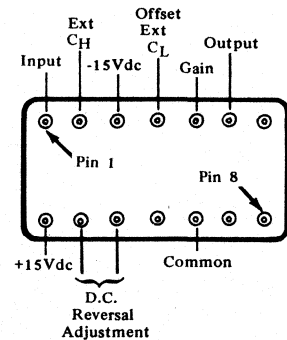 Offset
Ext
Ext
C_H
C_L
Output
Input
-15Vdc
Gain
Pin 1
Pin 8
+15Vdc
Common
D.C.
Reversal
Adjustment